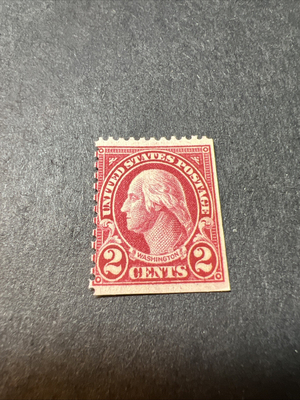 UNITED STATES POSTAGE
WASHINGTON
2 CENTS 2